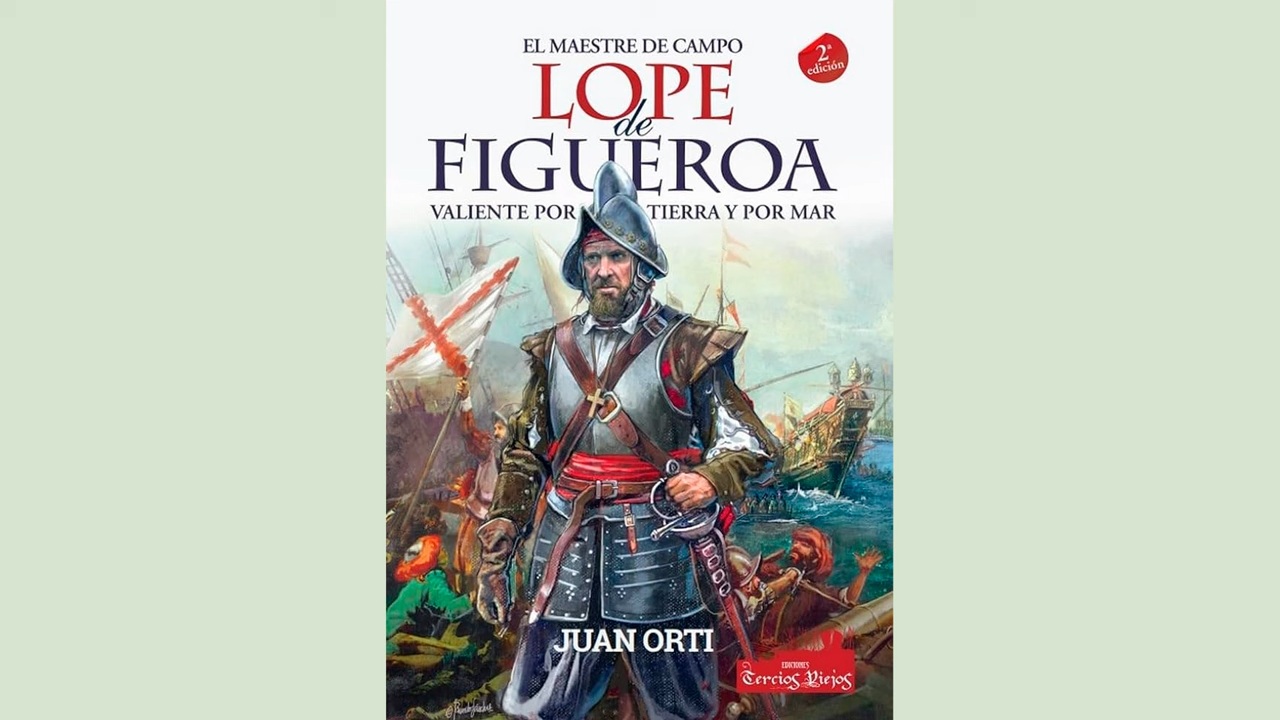 EL MAESTRE DE CAMPO
2ª
edición
LOPE
de
FIGUEROA
VALIENTE POR TIERRA Y POR MAR
JUAN ORTI
EDICIONES
Tercios Viejos